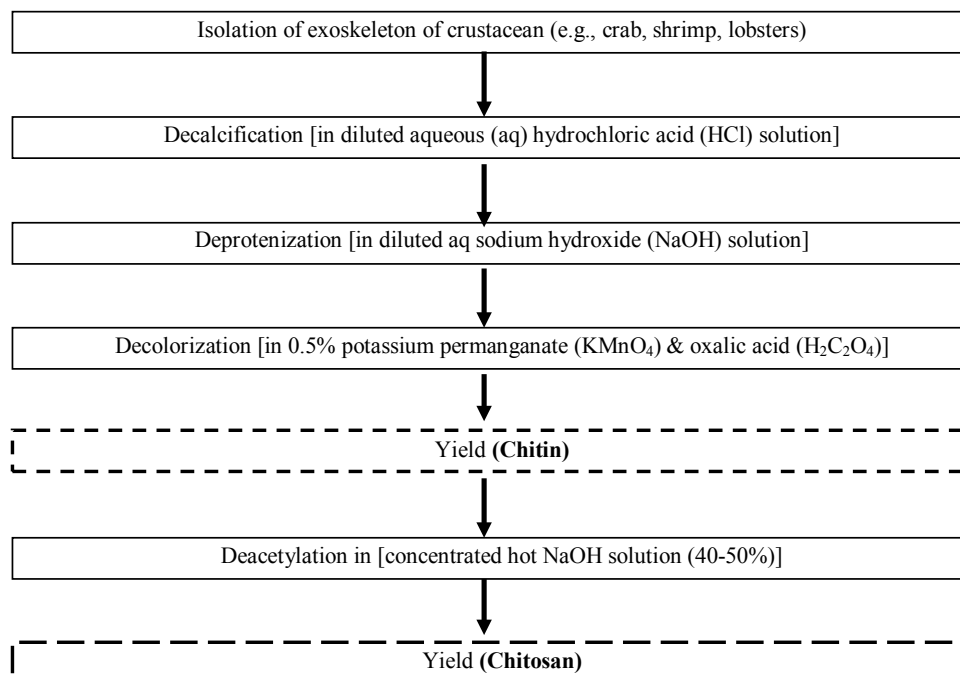 Isolation of exoskeleton of crustacean (e.g., crab, shrimp, lobsters)
Decalcification [in diluted aqueous (aq) hydrochloric acid (HCl) solution]
Deprotenization [in diluted aq sodium hydroxide (NaOH) solution]
Decolorization [in 0.5% potassium permanganate (KMnO₄) & oxalic acid (H₂C₂O₄)]
Yield (Chitin)
Deacetylation in [concentrated hot NaOH solution (40-50%)]
Yield (Chitosan)